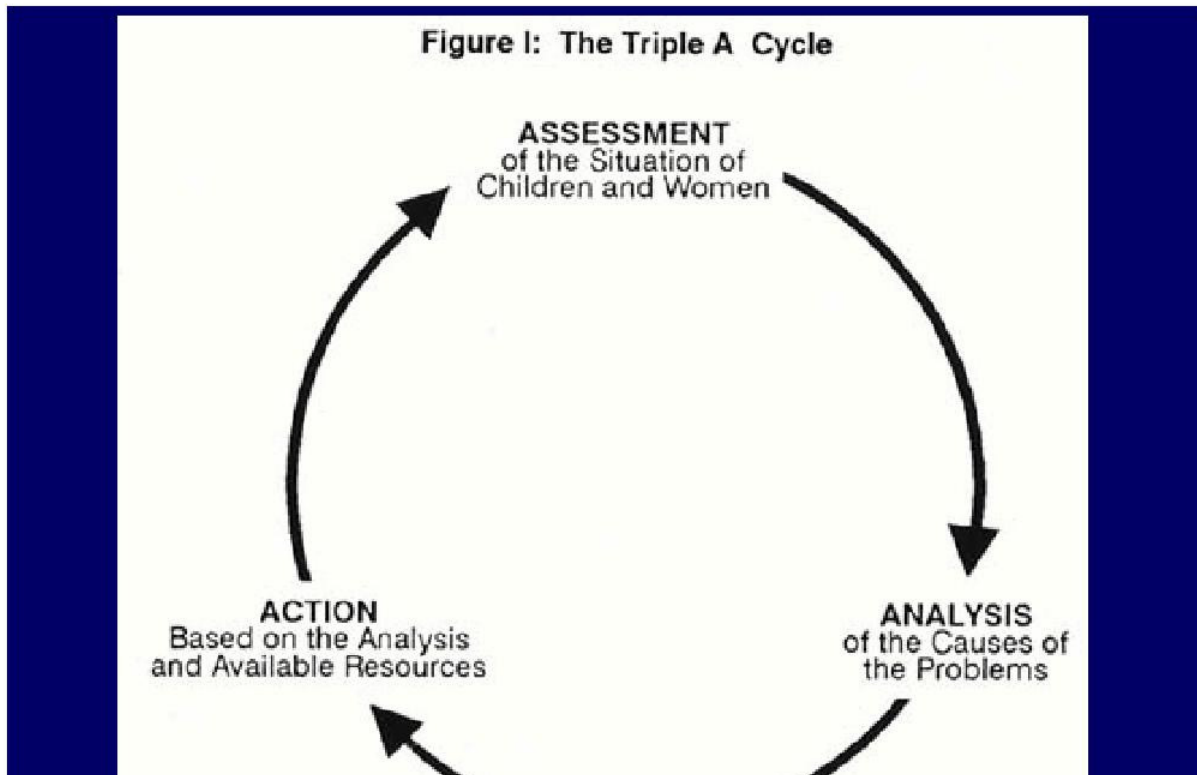 Figure I: The Triple A Cycle
ASSESSMENT
of the Situation of
Children and Women
ACTION
Based on the Analysis
and Available Resources
ANALYSIS
of the Causes of
the Problems